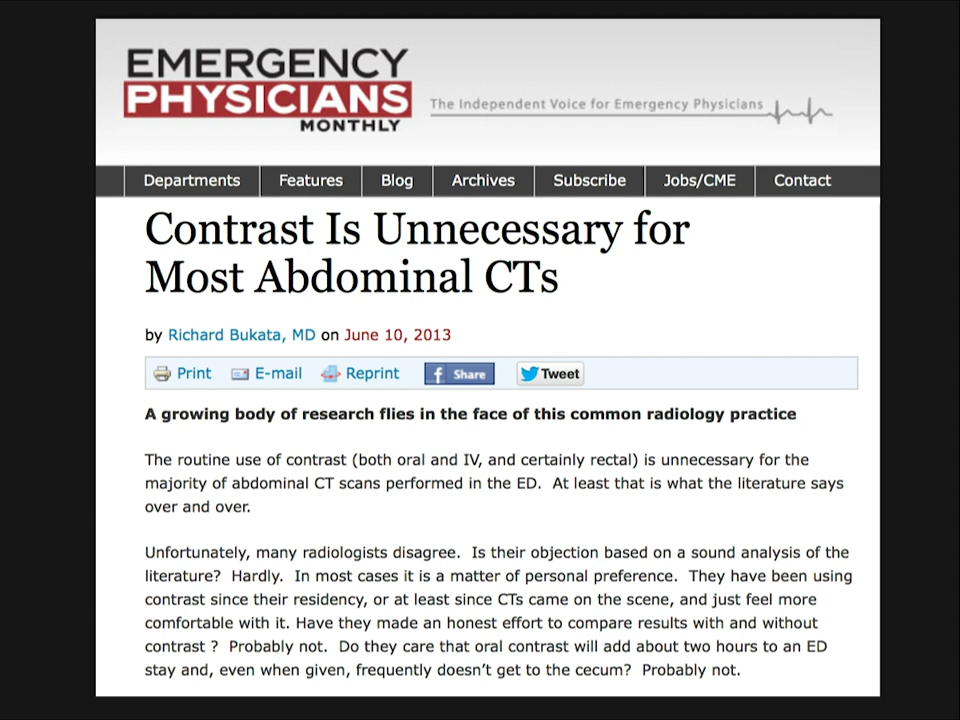 EMERGENCY
PHYSICIANS
MONTHLY
The Independent Voice for Emergency Physicians
Departments Features Blog Archives Subscribe Jobs/CME Contact
Contrast Is Unnecessary for
Most Abdominal CTs
by Richard Bukata, MD on June 10, 2013
Print E-mail Reprint f Share Tweet
A growing body of research flies in the face of this common radiology practice
The routine use of contrast (both oral and IV, and certainly rectal) is unnecessary for the
majority of abdominal CT scans performed in the ED. At least that is what the literature says
over and over.
Unfortunately, many radiologists disagree. Is their objection based on a sound analysis of the
literature? Hardly. In most cases it is a matter of personal preference. They have been using
contrast since their residency, or at least since CTs came on the scene, and just feel more
comfortable with it. Have they made an honest effort to compare results with and without
contrast ? Probably not. Do they care that oral contrast will add about two hours to an ED
stay and, even when given, frequently doesn't get to the cecum? Probably not.